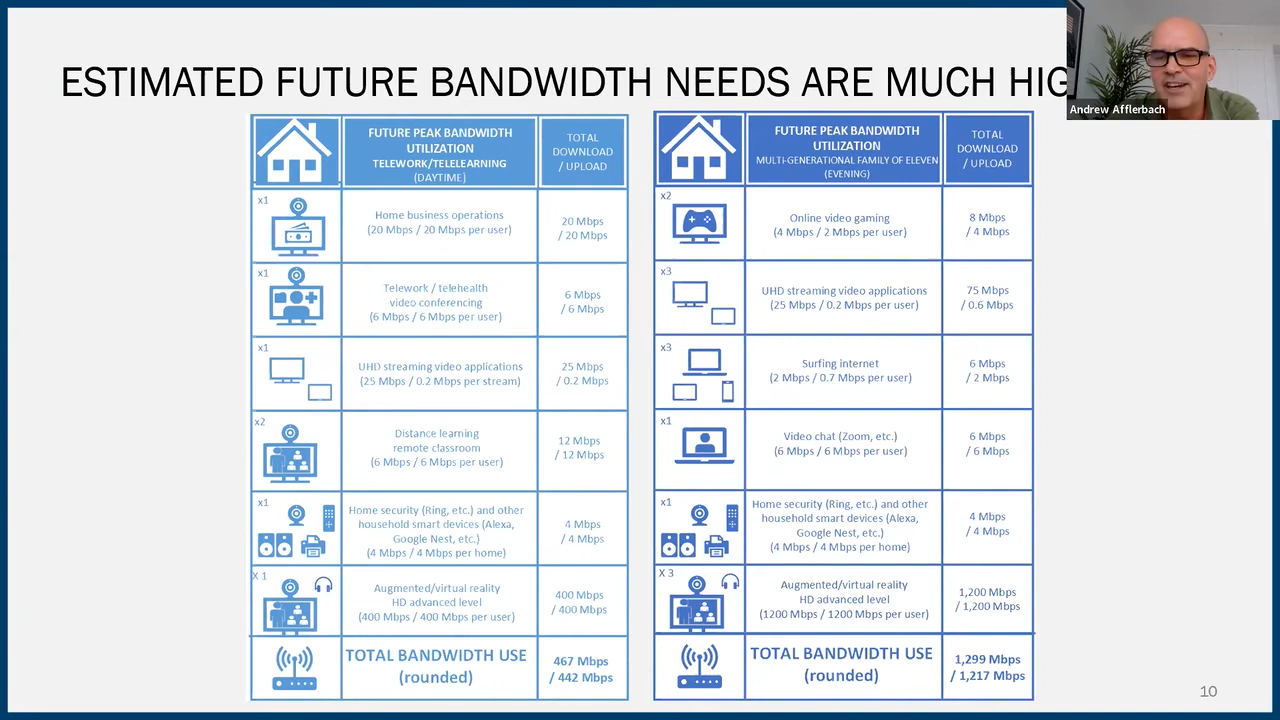 ESTIMATED FUTURE BANDWIDTH NEEDS ARE MUCH HIG
Andrew Afflerbach
FUTURE PEAK BANDWIDTH
UTILIZATION
TELEWORK/TELELEARNING
(DAYTIME)
TOTAL
DOWNLOAD
/ UPLOAD
x1
Home business operations
(20 Mbps / 20 Mbps per user)
20 Mbps
/ 20 Mbps
x1
Telework / telehealth
video conferencing
(6 Mbps / 6 Mbps per user)
6 Mbps
/ 6 Mbps
x1
UHD streaming video applications
(25 Mbps / 0.2 Mbps per stream)
25 Mbps
/ 0.2 Mbps
x2
Distance learning
remote classroom
(6 Mbps / 6 Mbps per user)
12 Mbps
/ 12 Mbps
x1
Home security (Ring, etc.) and other
household smart devices (Alexa,
Google Nest, etc.)
(4 Mbps / 4 Mbps per home)
4 Mbps
/ 4 Mbps
X 1
Augmented/virtual reality
HD advanced level
(400 Mbps / 400 Mbps per user)
400 Mbps
/ 400 Mbps
TOTAL BANDWIDTH USE
(rounded)
467 Mbps
/ 442 Mbps
FUTURE PEAK BANDWIDTH
UTILIZATION
MULTI-GENERATIONAL FAMILY OF ELEVEN
(EVENING)
TOTAL
DOWNLOAD
/ UPLOAD
x2
Online video gaming
(4 Mbps / 2 Mbps per user)
8 Mbps
/ 4 Mbps
x3
UHD streaming video applications
(25 Mbps / 0.2 Mbps per user)
75 Mbps
/ 0.6 Mbps
x3
Surfing internet
(2 Mbps / 0.7 Mbps per user)
6 Mbps
/ 2 Mbps
x1
Video chat (Zoom, etc.)
(6 Mbps / 6 Mbps per user)
6 Mbps
/ 6 Mbps
x1
Home security (Ring, etc.) and other
household smart devices (Alexa,
Google Nest, etc.)
(4 Mbps / 4 Mbps per home)
4 Mbps
/ 4 Mbps
X 3
Augmented/virtual reality
HD advanced level
(1200 Mbps / 1200 Mbps per user)
1,200 Mbps
/ 1,200 Mbps
TOTAL BANDWIDTH USE
(rounded)
1,299 Mbps
/ 1,217 Mbps
10